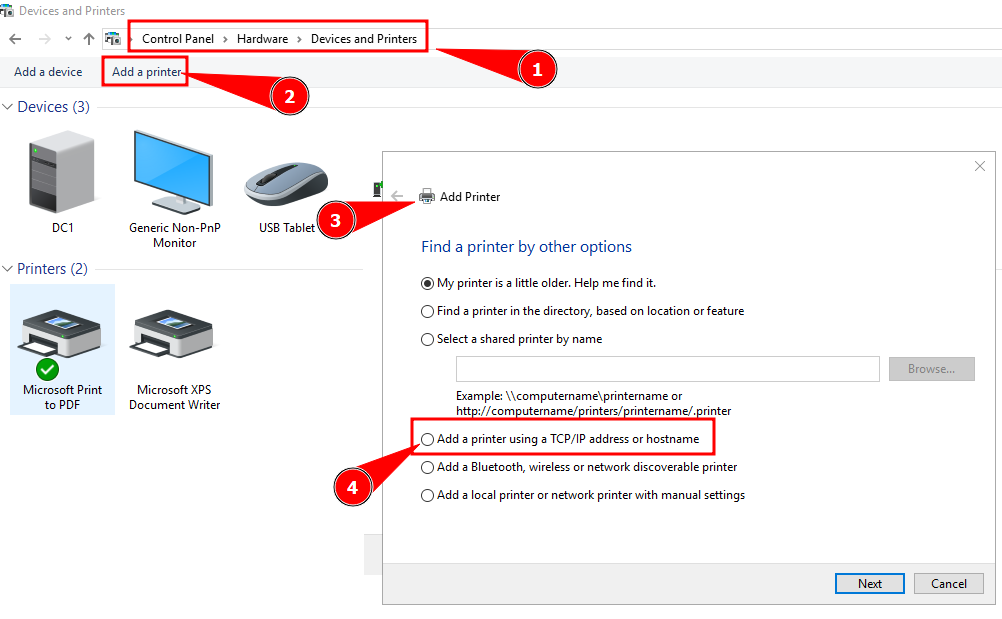 Devices and Printers
Control Panel > Hardware > Devices and Printers
1
Add a device
Add a printer
2
Devices (3)
DC1
Generic Non-PnP
Monitor
USB Tablet
Printers (2)
Microsoft Print
to PDF
Microsoft XPS
Document Writer
3
Add Printer
Find a printer by other options
My printer is a little older. Help me find it.
Find a printer in the directory, based on location or feature
Select a shared printer by name
Browse...
Example: \\computername\printername or
http://computername/printers/printername/.printer
Add a printer using a TCP/IP address or hostname
4
Add a Bluetooth, wireless or network discoverable printer
Add a local printer or network printer with manual settings
Next
Cancel